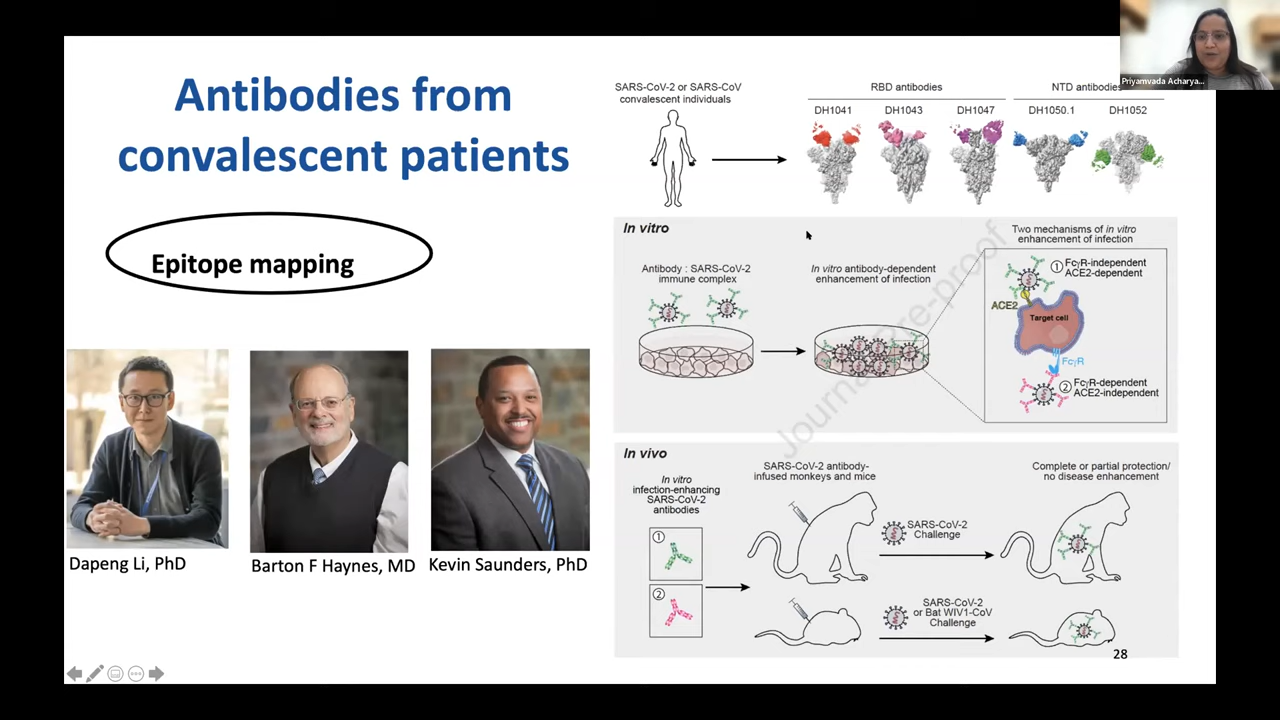 Priyamvada Acharya...
Antibodies from
convalescent patients
Epitope mapping
Dapeng Li, PhD
Barton F Haynes, MD
Kevin Saunders, PhD
SARS-CoV-2 or SARS-CoV
convalescent individuals
RBD antibodies
NTD antibodies
DH1041
DH1043
DH1047
DH1050.1
DH1052
In vitro
Antibody : SARS-CoV-2
immune complex
In vitro antibody-dependent
enhancement of infection
Two mechanisms of in vitro
enhancement of infection
1 FcγR-independent
ACE2-dependent
ACE2
Target cell
FcγR
2 FcγR-dependent
ACE2-independent
Journal Pre-proof
In vivo
In vitro
infection-enhancing
SARS-CoV-2
antibodies
1
2
SARS-CoV-2 antibody-
infused monkeys and mice
SARS-CoV-2
Challenge
Complete or partial protection/
no disease enhancement
SARS-CoV-2
or Bat WIV1-CoV
Challenge
28